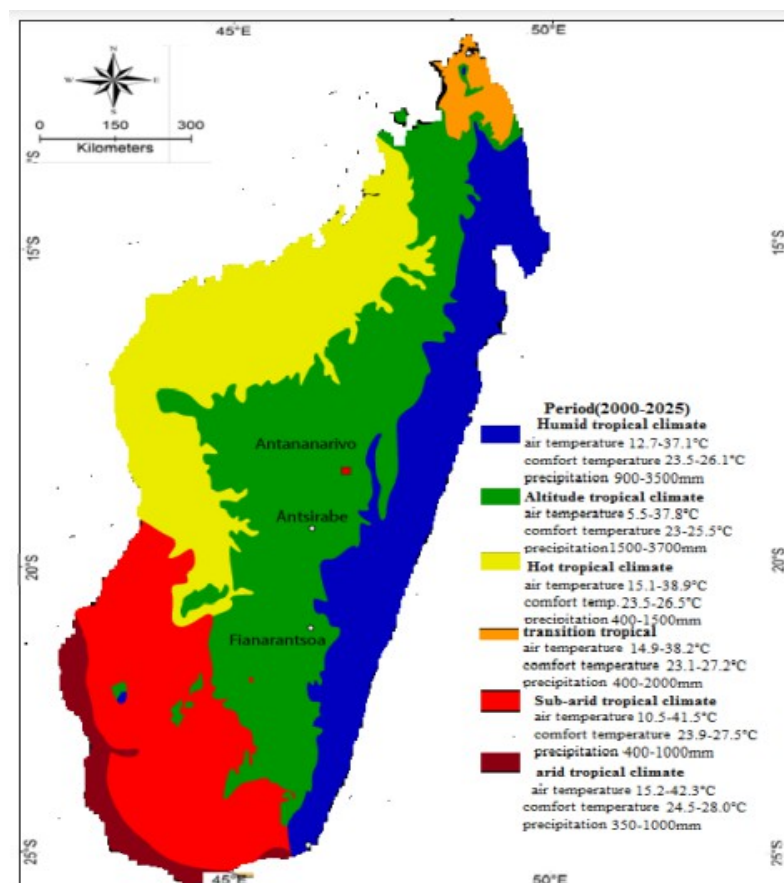 45°E 50°E
N
W E
S
0 150 300
Kilometers
15°S 15°S
Period(2000-2025)
Humid tropical climate
air temperature 12.7-37.1°C
comfort temperature 23.5-26.1°C
precipitation 900-3500mm
Antananarivo
Altitude tropical climate
air temperature 5.5-37.8°C
comfort temperature 23-25.5°C
precipitation1500-3700mm
Antsirabe
20°S 20°S
Hot tropical climate
air temperature 15.1-38.9°C
comfort temp. 23.5-26.5°C
precipitation 400-1500mm
Fianarantsoa
transition tropical
air temperature 14.9-38.2°C
comfort temperature 23.1-27.2°C
precipitation 400-2000mm
Sub-arid tropical climate
air temperature 10.5-41.5°C
comfort temperature 23.9-27.5°C
precipitation 400-1000mm
arid tropical climate
air temperature 15.2-42.3°C
comfort temperature 24.5-28.0°C
precipitation 350-1000mm
25°S 25°S
45°E 50°E